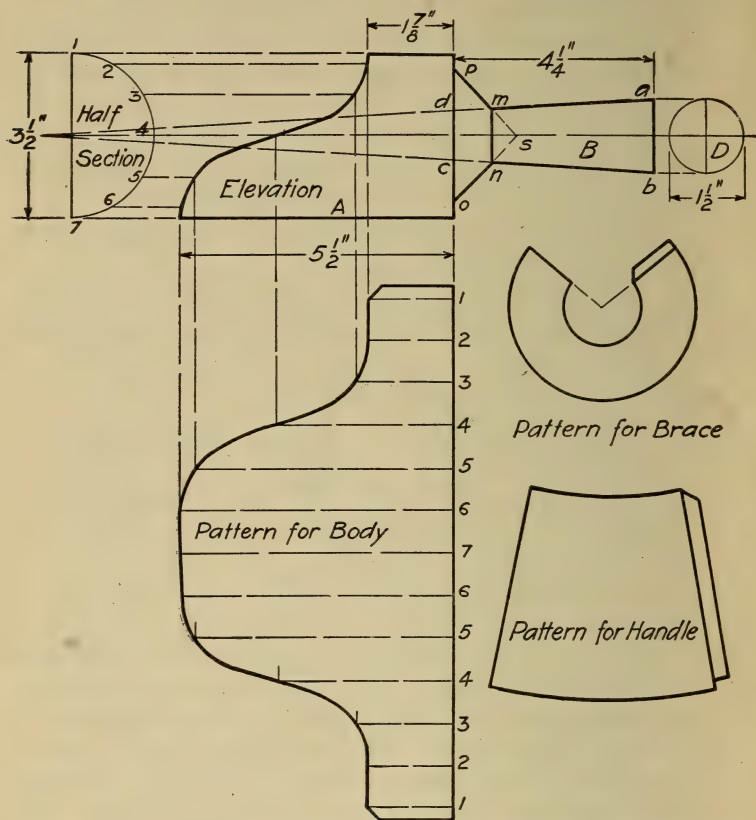 1 7/8"
4 1/4"
1
2
3
4
5
6
7
3 1/2"
Half
Section
Elevation
A
p
d
m
a
s
B
D
c
n
b
o
1 1/2"
5 1/2"
1
2
3
4
5
6
7
6
5
4
3
2
1
Pattern for Body
Pattern for Brace
Pattern for Handle